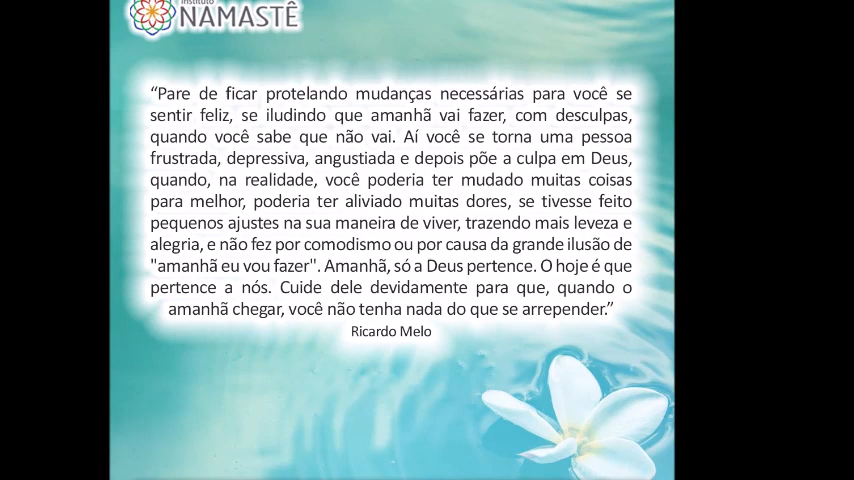 Instituto
NAMASTÊ
“Pare de ficar protelando mudanças necessárias para você se
sentir feliz, se iludindo que amanhã vai fazer, com desculpas,
quando você sabe que não vai. Aí você se torna uma pessoa
frustrada, depressiva, angustiada e depois põe a culpa em Deus,
quando, na realidade, você poderia ter mudado muitas coisas
para melhor, poderia ter aliviado muitas dores, se tivesse feito
pequenos ajustes na sua maneira de viver, trazendo mais leveza e
alegria, e não fez por comodismo ou por causa da grande ilusão de
"amanhã eu vou fazer". Amanhã, só a Deus pertence. O hoje é que
pertence a nós. Cuide dele devidamente para que, quando o
amanhã chegar, você não tenha nada do que se arrepender.”
Ricardo Melo